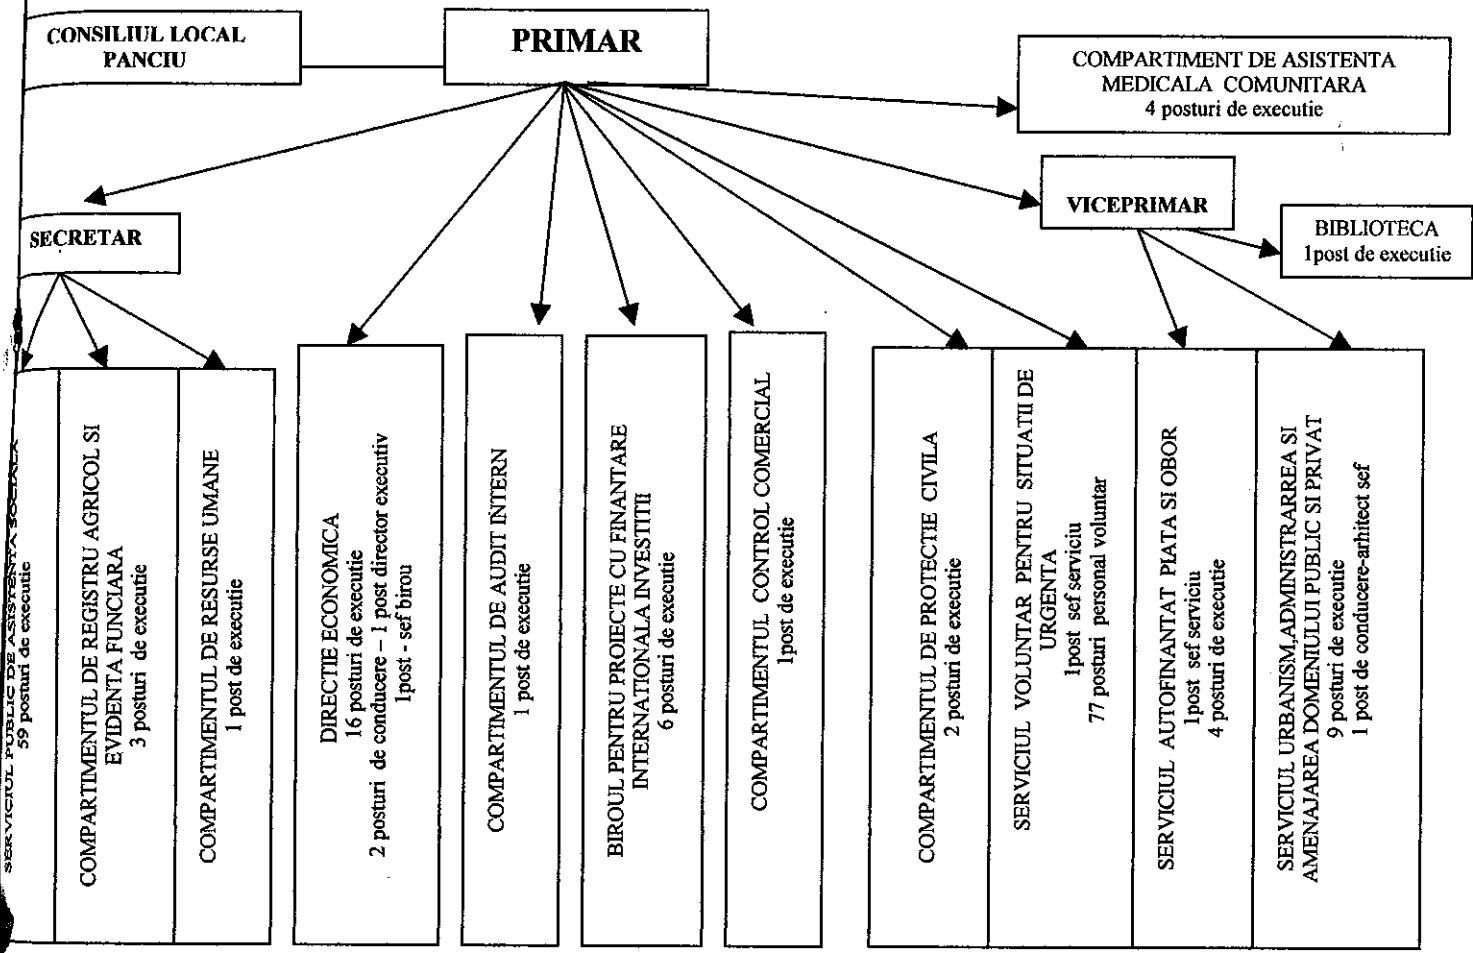 CONSILIUL LOCAL
PANCIU
PRIMAR
COMPARTIMENT DE ASISTENTA
MEDICALA COMUNITARA
4 posturi de executie
SECRETAR
VICEPRIMAR
BIBLIOTECA
1post de executie
SERVICIUL PUBLIC DE ASISTENTA SOCIALA
59 posturi de executie
COMPARTIMENTUL DE REGISTRU AGRICOL SI
EVIDENTA FUNCIARA
3 posturi de executie
COMPARTIMENTUL DE RESURSE UMANE
1 post de executie
DIRECTIE ECONOMICA
16 posturi de executie
2 posturi de conducere – 1 post director executiv
1post - sef birou
COMPARTIMENTUL DE AUDIT INTERN
1 post de executie
BIROUL PENTRU PROIECTE CU FINANTARE
INTERNATIONALA INVESTITII
6 posturi de executie
COMPARTIMENTUL CONTROL COMERCIAL
1post de executie
COMPARTIMENTUL DE PROTECTIE CIVILA
2 posturi de executie
SERVICIUL VOLUNTAR PENTRU SITUATII DE
URGENTA
1post sef serviciu
77 posturi personal voluntar
SERVICIUL AUTOFINANTAT PIATA SI OBOR
1post sef serviciu
4 posturi de executie
SERVICIUL URBANISM,ADMINISTRAREA SI
AMENAJAREA DOMENIULUI PUBLIC SI PRIVAT
9 posturi de executie
1 post de conducere-arhitect sef